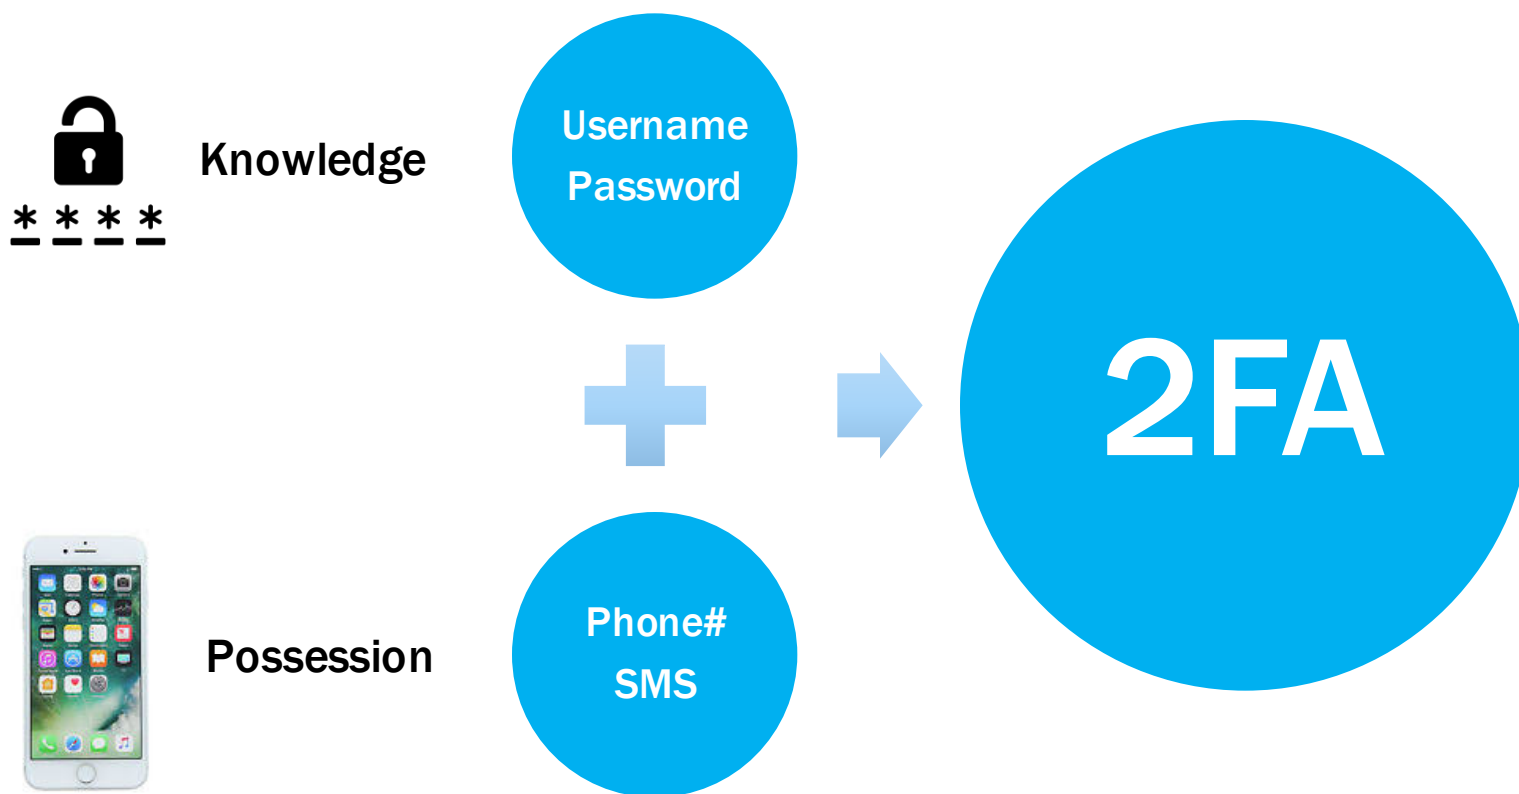 Knowledge
* * * *
Username
Password
2FA
Possession
Phone#
SMS